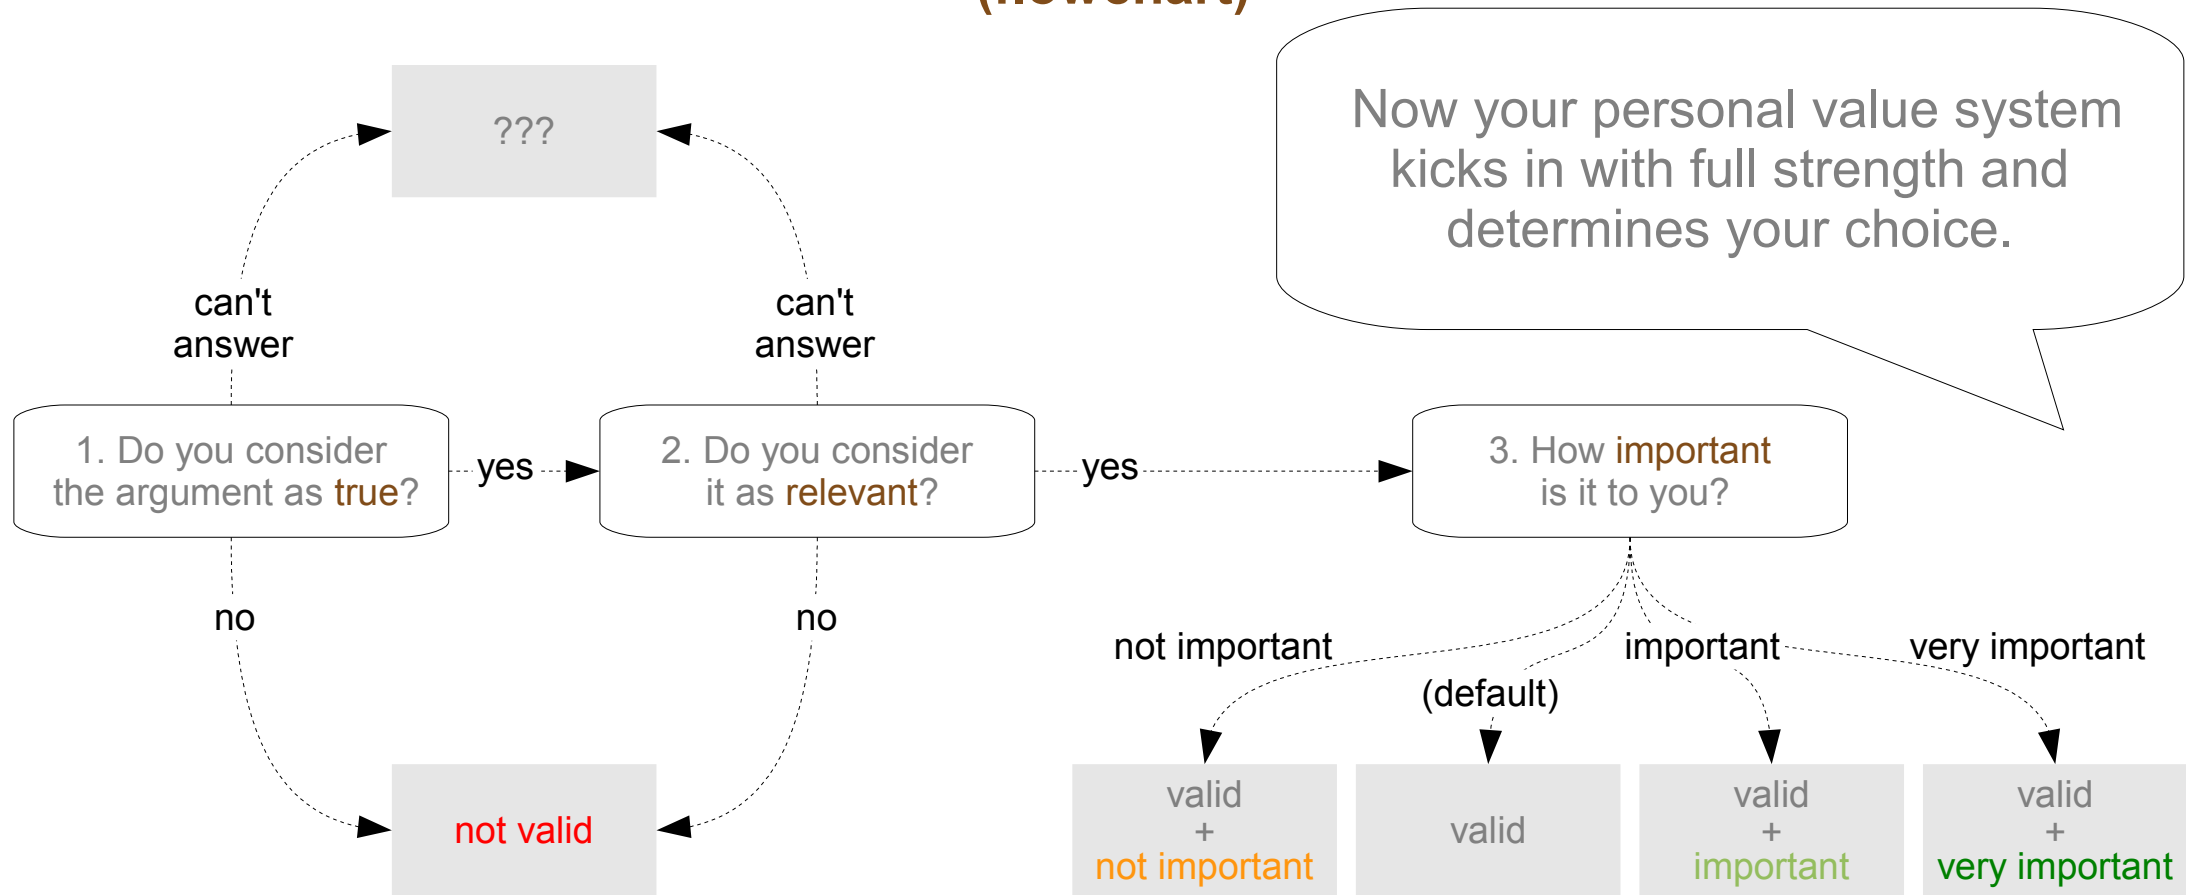 (flowchart)
Now your personal value system
kicks in with full strength and
determines your choice.
???
can't
answer
can't
answer
1. Do you consider
the argument as true?
yes
2. Do you consider
it as relevant?
yes
3. How important
is it to you?
no
no
not important
(default)
important
very important
not valid
valid
+
not important
valid
valid
+
important
valid
+
very important